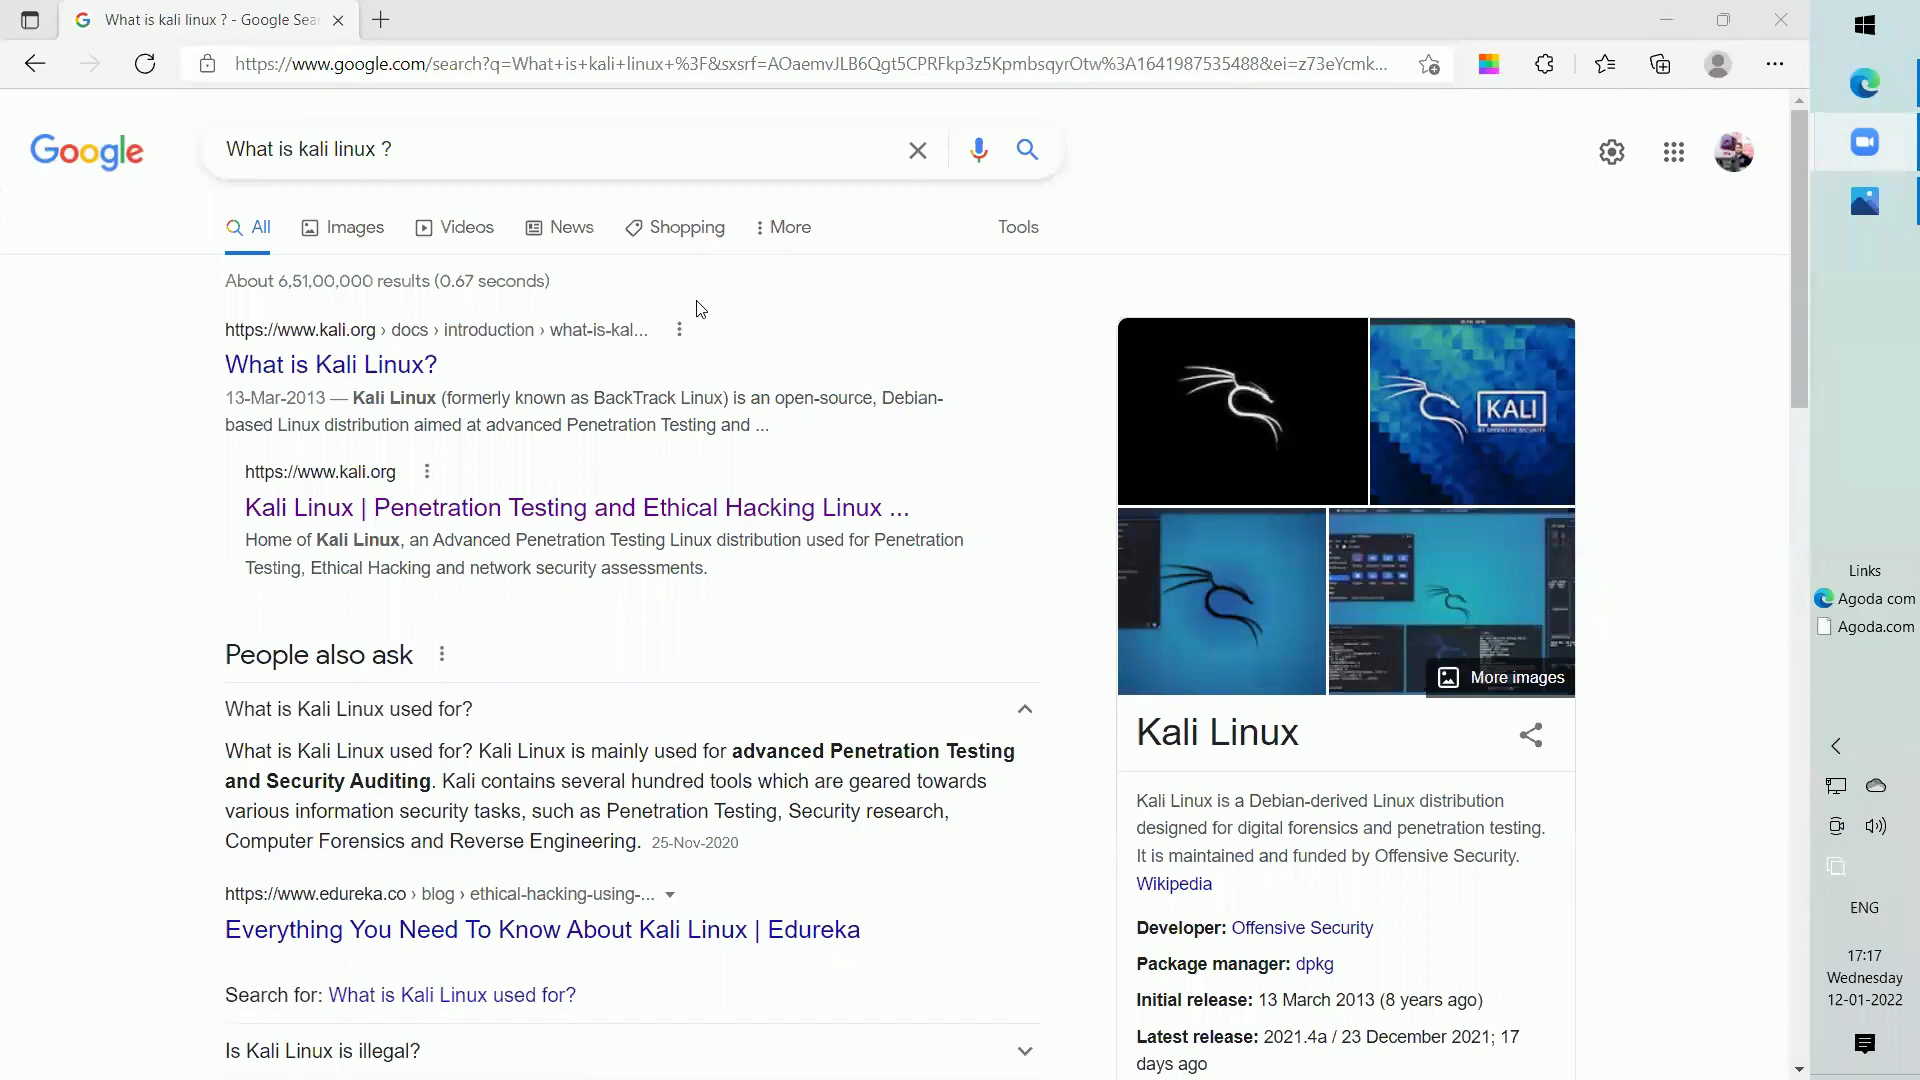 What is kali linux ? - Google Sea
https://www.google.com/search?q=What+is+kali+linux+%3F&sxsrf=AOaemvJLB6Qgt5CPRFkp3z5KpmbsqyrOtw%3A1641987535488&ei=z73eYcmk...
Google
What is kali linux ?
All
Images
Videos
News
Shopping
More
Tools
About 6,51,00,000 results (0.67 seconds)
https://www.kali.org › docs › introduction › what-is-kal...
What is Kali Linux?
13-Mar-2013 — Kali Linux (formerly known as BackTrack Linux) is an open-source, Debian-
based Linux distribution aimed at advanced Penetration Testing and ...
https://www.kali.org
Kali Linux | Penetration Testing and Ethical Hacking Linux ...
Home of Kali Linux, an Advanced Penetration Testing Linux distribution used for Penetration
Testing, Ethical Hacking and network security assessments.
People also ask
What is Kali Linux used for?
What is Kali Linux used for? Kali Linux is mainly used for advanced Penetration Testing
and Security Auditing. Kali contains several hundred tools which are geared towards
various information security tasks, such as Penetration Testing, Security research,
Computer Forensics and Reverse Engineering. 25-Nov-2020
https://www.edureka.co › blog › ethical-hacking-using-...
Everything You Need To Know About Kali Linux | Edureka
Search for: What is Kali Linux used for?
Is Kali Linux is illegal?
KALI
BY OFFENSIVE SECURITY
More images
Kali Linux
Kali Linux is a Debian-derived Linux distribution
designed for digital forensics and penetration testing.
It is maintained and funded by Offensive Security.
Wikipedia
Developer: Offensive Security
Package manager: dpkg
Initial release: 13 March 2013 (8 years ago)
Latest release: 2021.4a / 23 December 2021; 17
days ago
Links
Agoda com
Agoda.com
ENG
17:17
Wednesday
12-01-2022